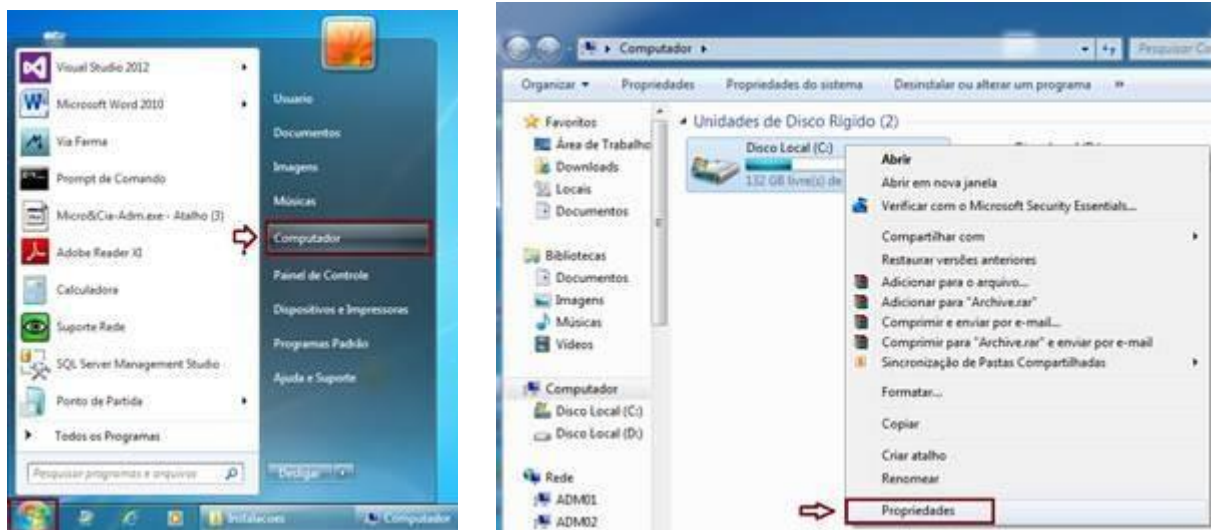 Visual Studio 2012
Microsoft Word 2010
Via Farma
Prompt de Comando
Micro&Cia-Adm.exe - Atalho (3)
Adobe Reader XI
Calculadora
Suporte Rede
SQL Server Management Studio
Ponto de Partida
Todos os Programas
Pesquisar programas e arquivos
Usuario
Documentos
Imagens
Músicas
Computador
Painel de Controle
Dispositivos e Impressoras
Programas Padrão
Ajuda e Suporte
Desligar
Instalacoes
Computador
Computador
Pesquisar
Organizar
Propriedades
Propriedades do sistema
Desinstalar ou alterar um programa
»
Favoritos
Área de Trabalho
Downloads
Locais
Documentos
Bibliotecas
Documentos
Imagens
Músicas
Vídeos
Computador
Disco Local (C:)
Disco Local (D:)
Rede
ADM01
ADM02
Unidades de Disco Rígido (2)
Disco Local (C:)
132 GB livre(s) de
Abrir
Abrir em nova janela
Verificar com o Microsoft Security Essentials...
Compartilhar com
Restaurar versões anteriores
Adicionar para o arquivo...
Adicionar para "Archive.rar"
Comprimir e enviar por e-mail...
Comprimir para "Archive.rar" e enviar por e-mail
Sincronização de Pastas Compartilhadas
Formatar...
Copiar
Criar atalho
Renomear
Propriedades